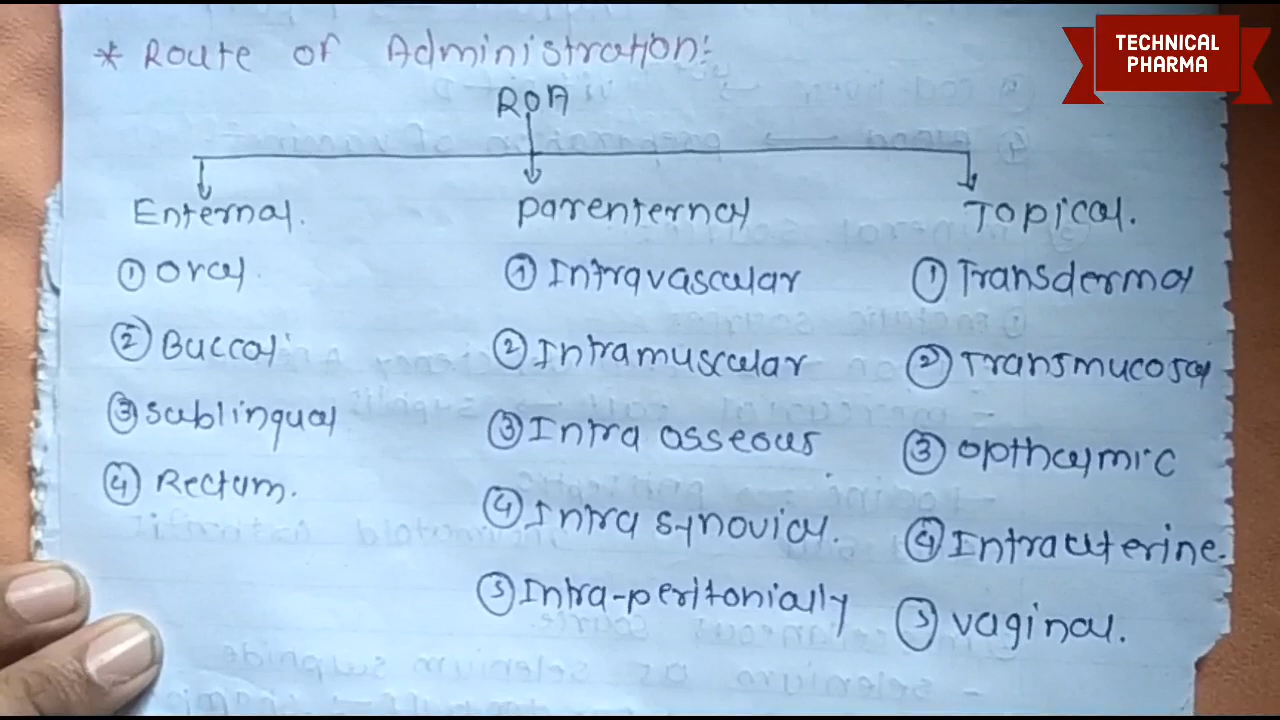 * Route of Administration:
TECHNICAL
PHARMA
ROA
Enternal.
① Oral.
② Buccal
③ sublingual
④ Rectum.
parenternal
① Intravascular
② Intramuscular
③ Intra osseous
④ Intra synovial.
⑤ Intra-peritonially
Topical.
① Transdermal
② Transmucosal
③ opthalmic
④ Intrauterine.
⑤ vaginal.